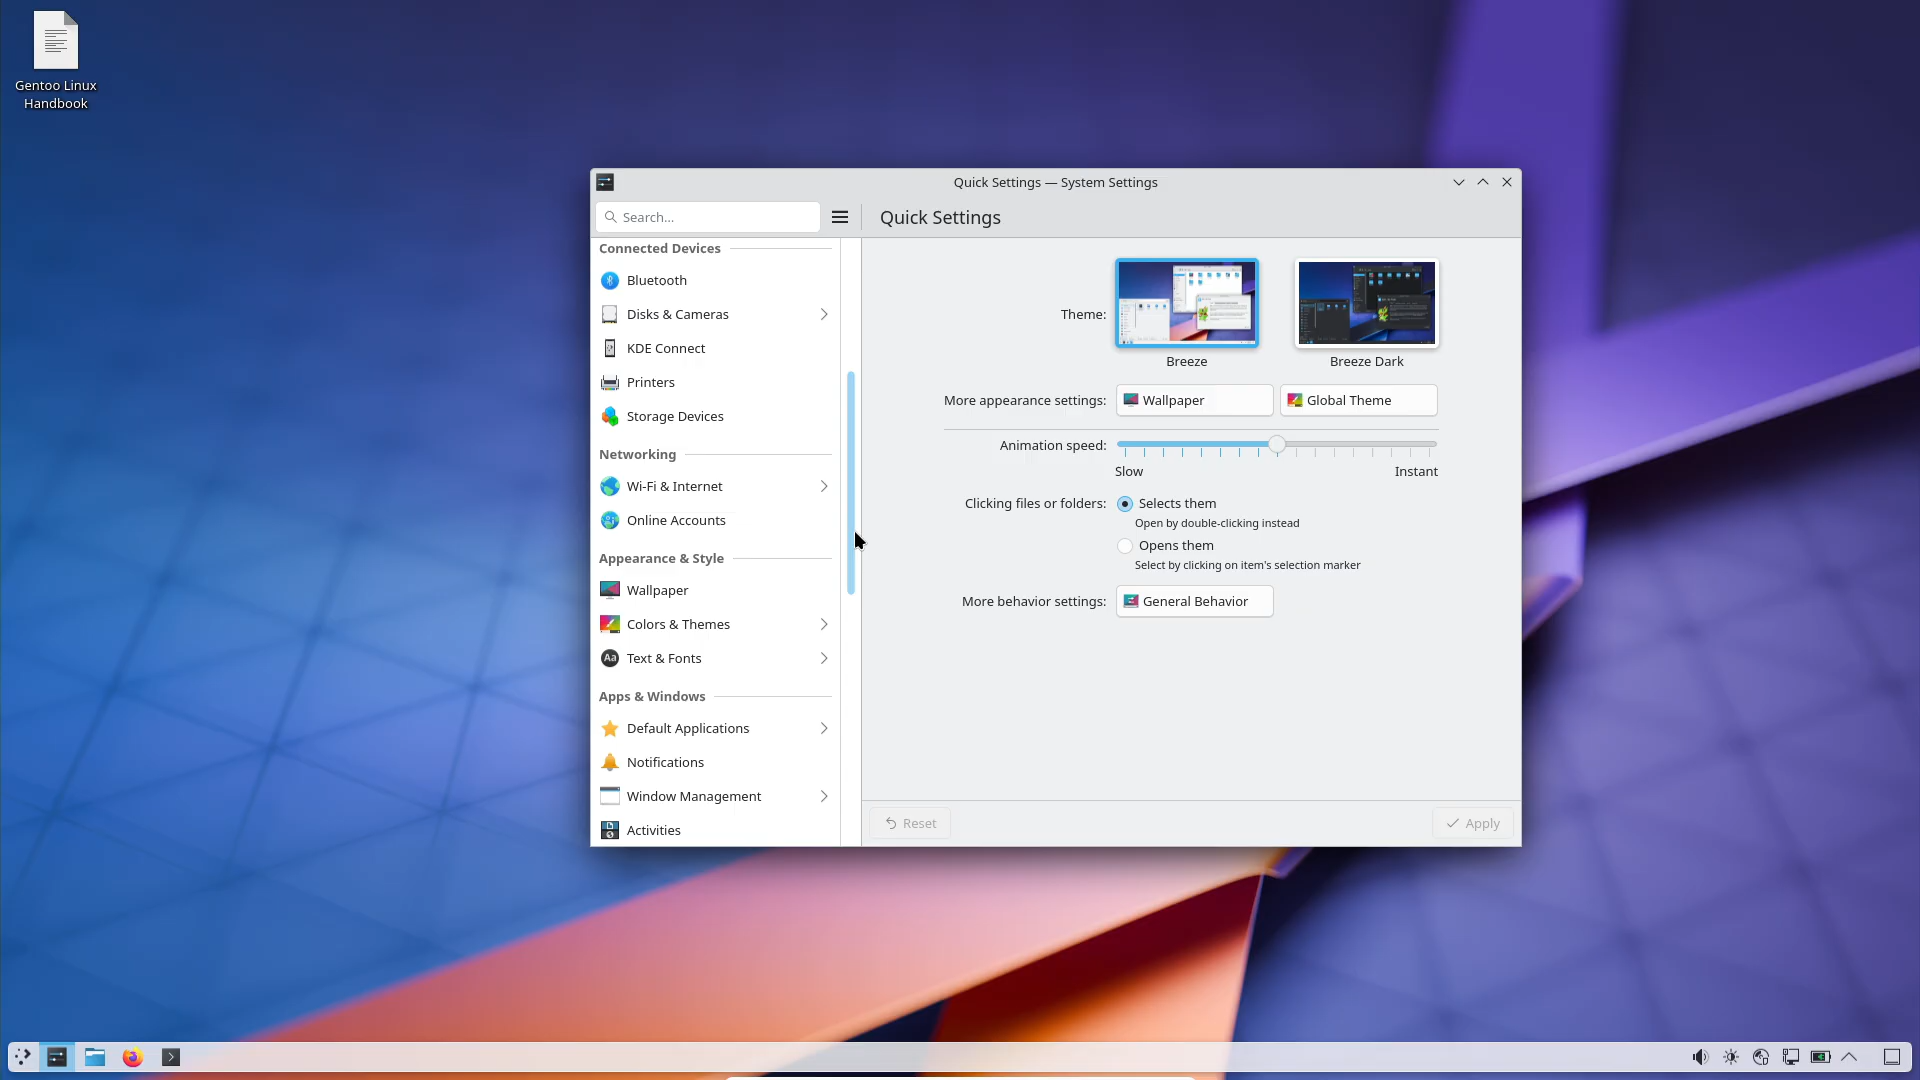 Gentoo Linux
Handbook
Quick Settings — System Settings
Search...
Quick Settings
Connected Devices
Bluetooth
Disks & Cameras
KDE Connect
Printers
Storage Devices
Networking
Wi-Fi & Internet
Online Accounts
Appearance & Style
Wallpaper
Colors & Themes
Text & Fonts
Apps & Windows
Default Applications
Notifications
Window Management
Activities
Theme:
Breeze
Breeze Dark
More appearance settings:
Wallpaper
Global Theme
Animation speed:
Slow
Instant
Clicking files or folders:
Selects them
Open by double-clicking instead
Opens them
Select by clicking on item's selection marker
More behavior settings:
General Behavior
Reset
Apply